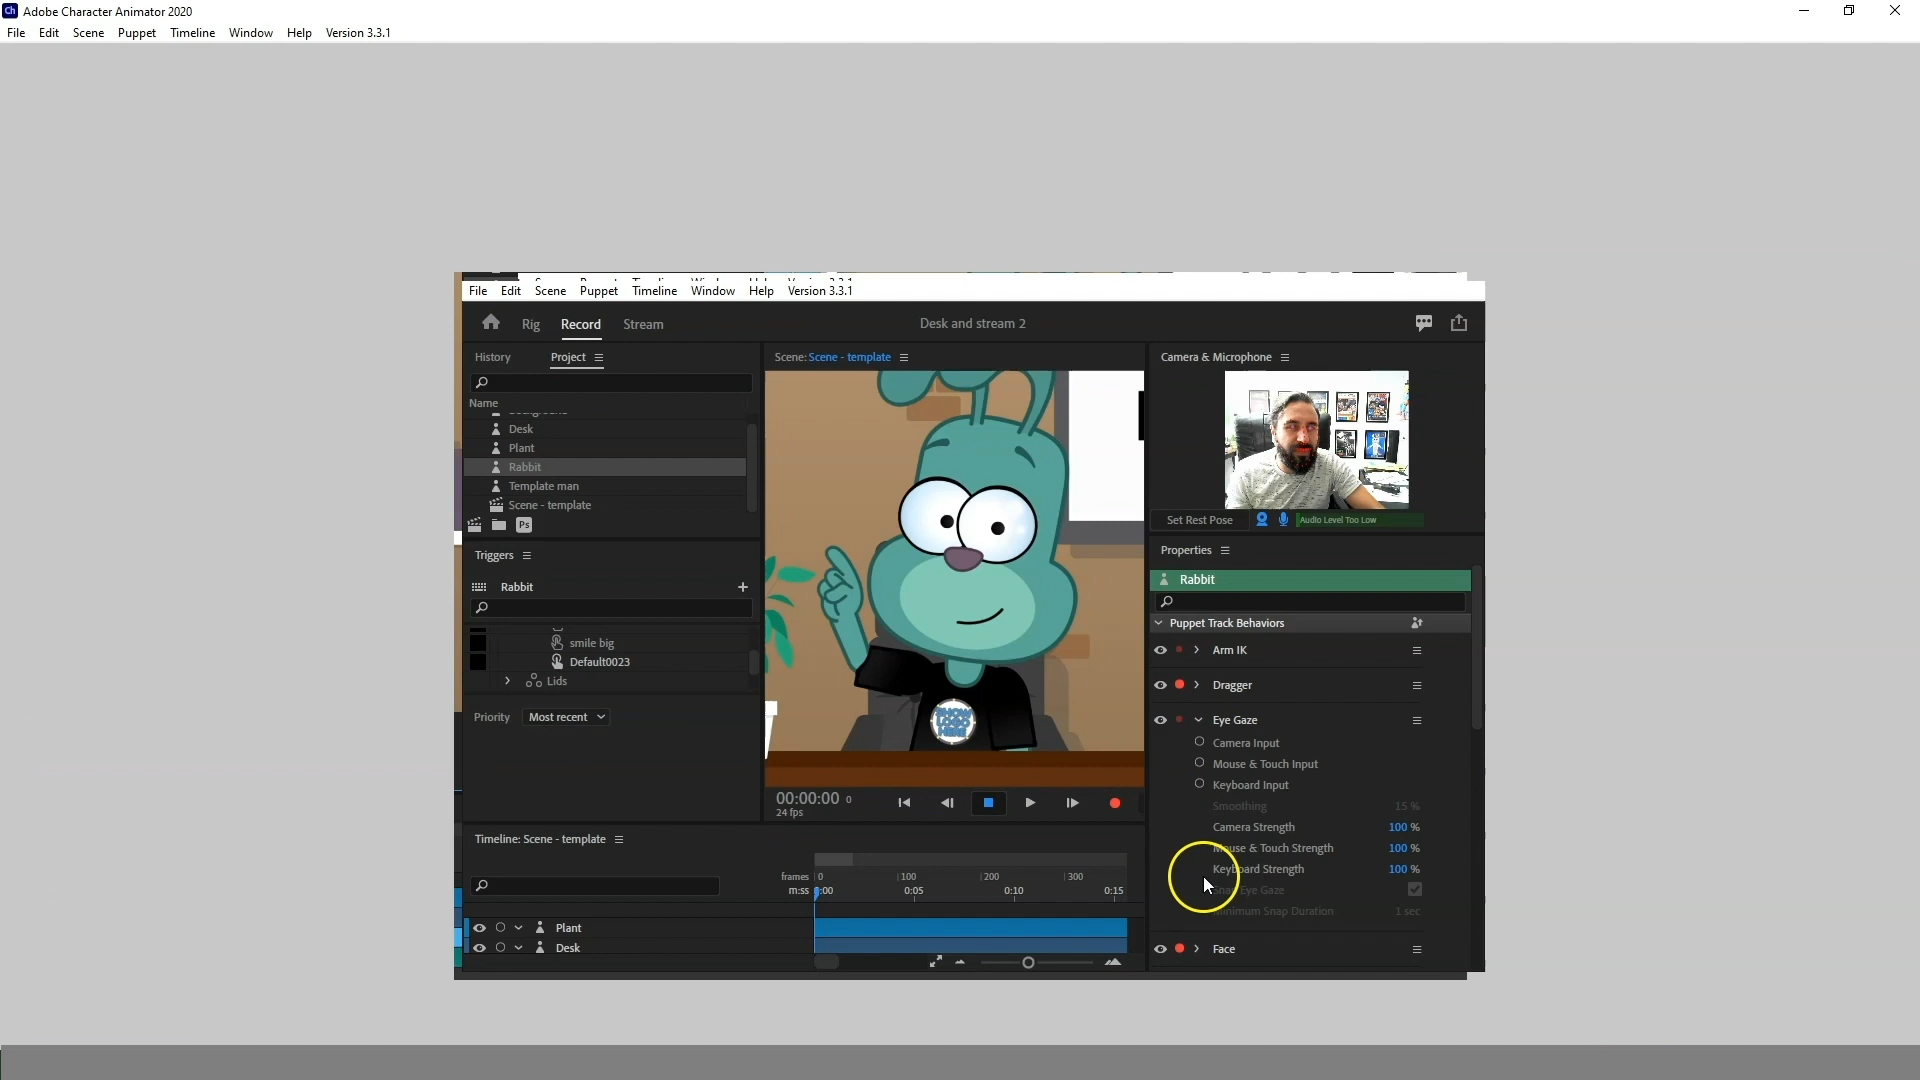 Ch Adobe Character Animator 2020
File Edit Scene Puppet Timeline Window Help Version 3.3.1
File Edit Scene Puppet Timeline Window Help Version 3.3.1
Rig Record Stream Desk and stream 2
History Project
Scene: Scene - template
Camera & Microphone
Name
Desk
Plant
Rabbit
Template man
Scene - template
Ps
Set Rest Pose Audio Level Too Low
Triggers
Properties
Rabbit
Rabbit
Puppet Track Behaviors
smile big
Default0023
Lids
Priority Most recent
SHOW LOGO HERE
Arm IK
Dragger
Eye Gaze
Camera Input
Mouse & Touch Input
Keyboard Input
Smoothing 15 %
Camera Strength 100 %
Mouse & Touch Strength 100 %
Keyboard Strength 100 %
Snap Eye Gaze
Minimum Snap Duration 1 sec
Face
00:00:00 0
24 fps
Timeline: Scene - template
frames 0 100 200 300
m:ss 0:00 0:05 0:10 0:15
Plant
Desk